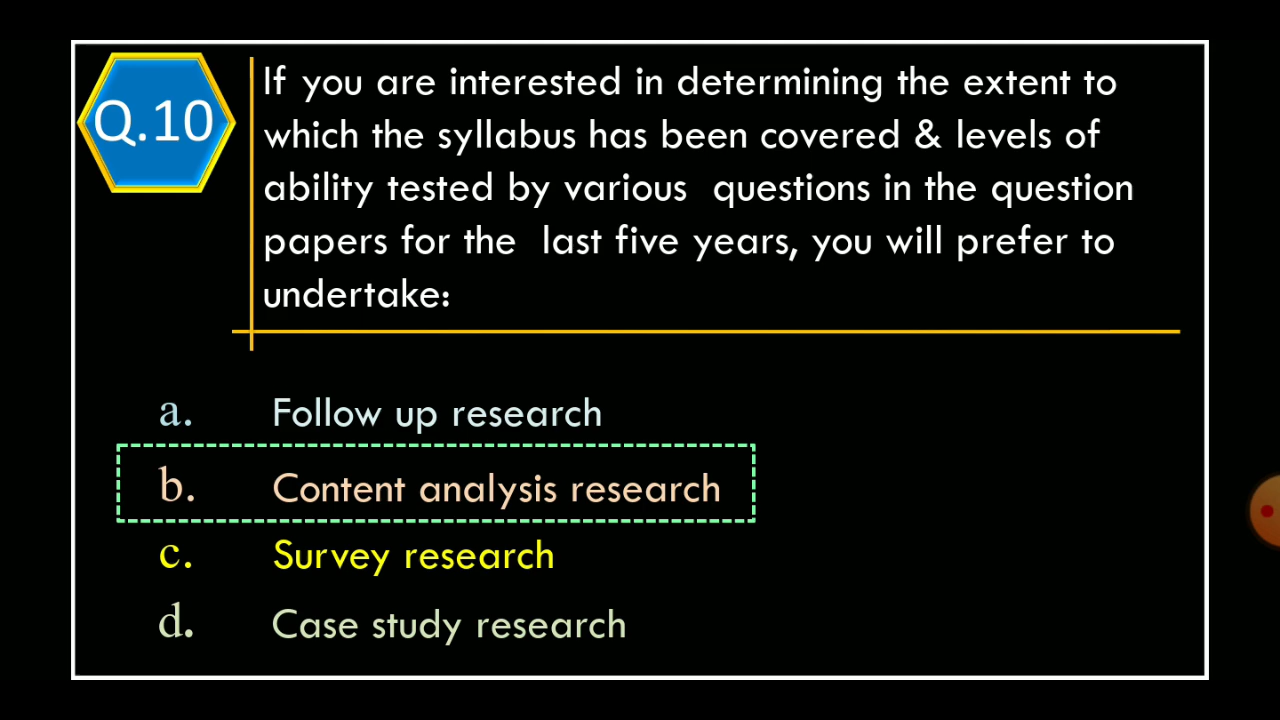 Q.10
If you are interested in determining the extent to
which the syllabus has been covered & levels of
ability tested by various questions in the question
papers for the last five years, you will prefer to
undertake:
a. Follow up research
b. Content analysis research
c. Survey research
d. Case study research